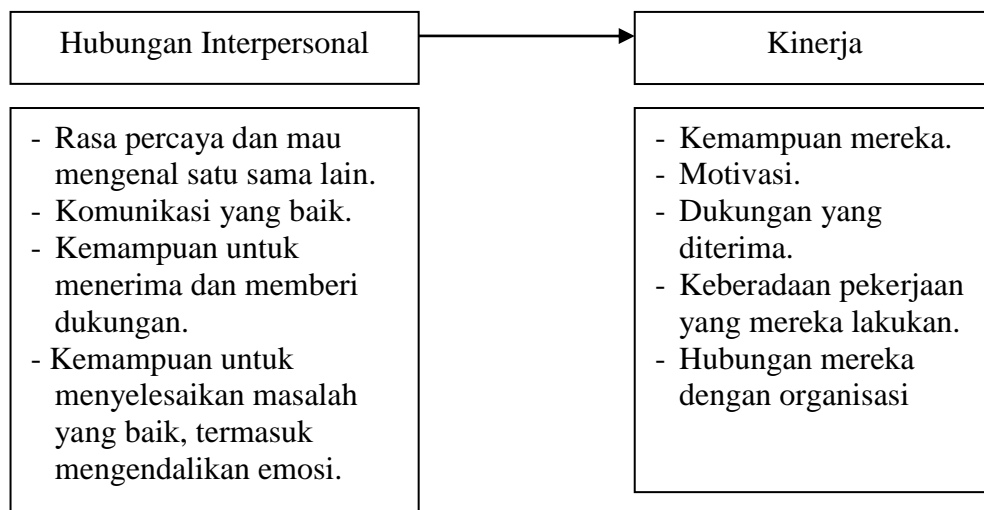 Hubungan Interpersonal
Kinerja
- Rasa percaya dan mau
mengenal satu sama lain.
- Komunikasi yang baik.
- Kemampuan untuk
menerima dan memberi
dukungan.
- Kemampuan untuk
menyelesaikan masalah
yang baik, termasuk
mengendalikan emosi.
- Kemampuan mereka.
- Motivasi.
- Dukungan yang
diterima.
- Keberadaan pekerjaan
yang mereka lakukan.
- Hubungan mereka
dengan organisasi